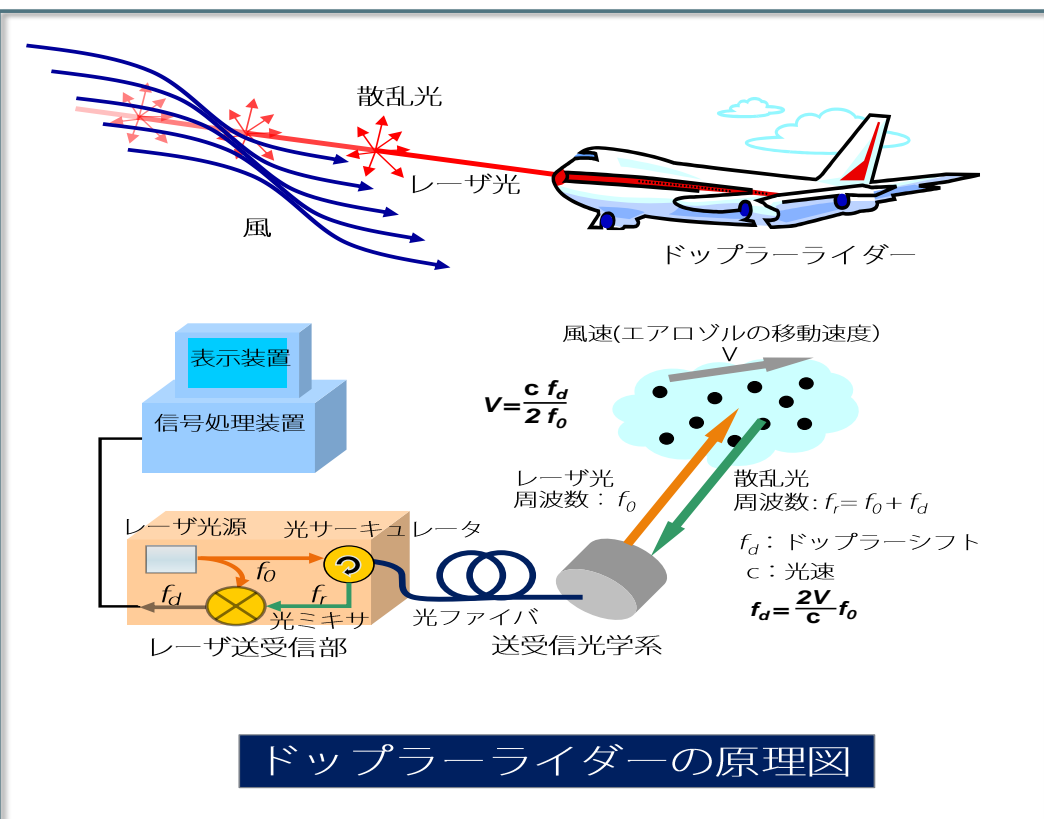 散乱光
レーザ光
風
ドップラーライダー
風速(エアロゾルの移動速度)
V
表示装置
信号処理装置
V=c f_d/2 f_0
レーザ光
周波数：f_0
散乱光
周波数:f_r=f_0+f_d
f_d：ドップラーシフト
c：光速
f_d=2V/c f_0
レーザ光源
光サーキュレータ
f_0
f_d
f_r
光ミキサ
光ファイバ
レーザ送受信部
送受信光学系
ドップラーライダーの原理図